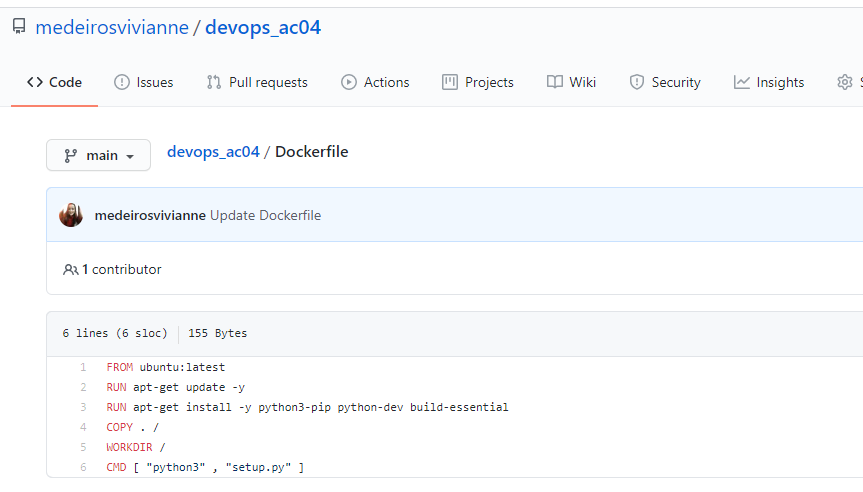 medeirosvivianne / devops_ac04
Code Issues Pull requests Actions Projects Wiki Security Insights
main devops_ac04 / Dockerfile
medeirosvivianne Update Dockerfile
1 contributor
6 lines (6 sloc) 155 Bytes
1 FROM ubuntu:latest
2 RUN apt-get update -y
3 RUN apt-get install -y python3-pip python-dev build-essential
4 COPY . /
5 WORKDIR /
6 CMD [ "python3" , "setup.py" ]